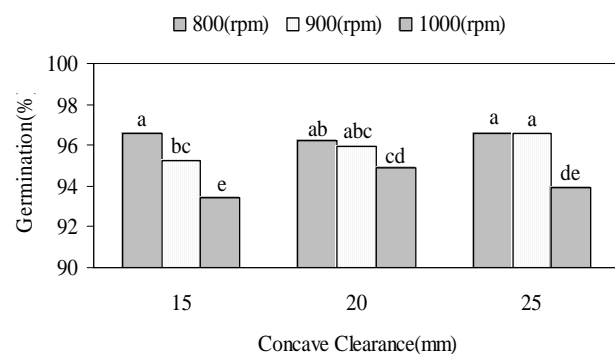 800(rpm) 900(rpm) 1000(rpm)
100
98
96
94
92
90
Germination(%)
a bc e ab abc cd a a de
15 20 25
Concave Clearance(mm)